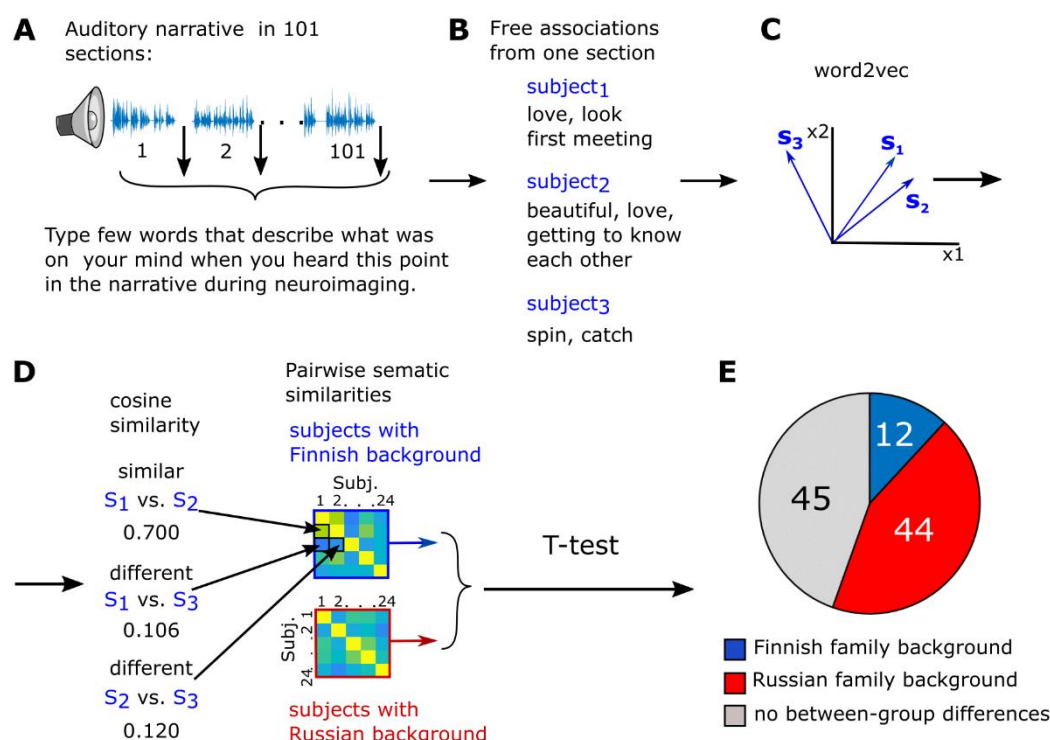 A
Auditory narrative in 101
sections:
1 2 . . . 101
Type few words that describe what was
on your mind when you heard this point
in the narrative during neuroimaging.
B
Free associations
from one section
subject1
love, look
first meeting
subject2
beautiful, love,
getting to know
each other
subject3
spin, catch
C
word2vec
x2
s3
s1
s2
x1
D
cosine
similarity
similar
S1 vs. S2
0.700
different
S1 vs. S3
0.106
different
S2 vs. S3
0.120
Pairwise sematic
similarities
subjects with
Finnish background
Subj.
1 2. . .24
1 2. . .24
Subj.
24. . .2 1
subjects with
Russian background
T-test
E
12
45
44
Finnish family background
Russian family background
no between-group differences